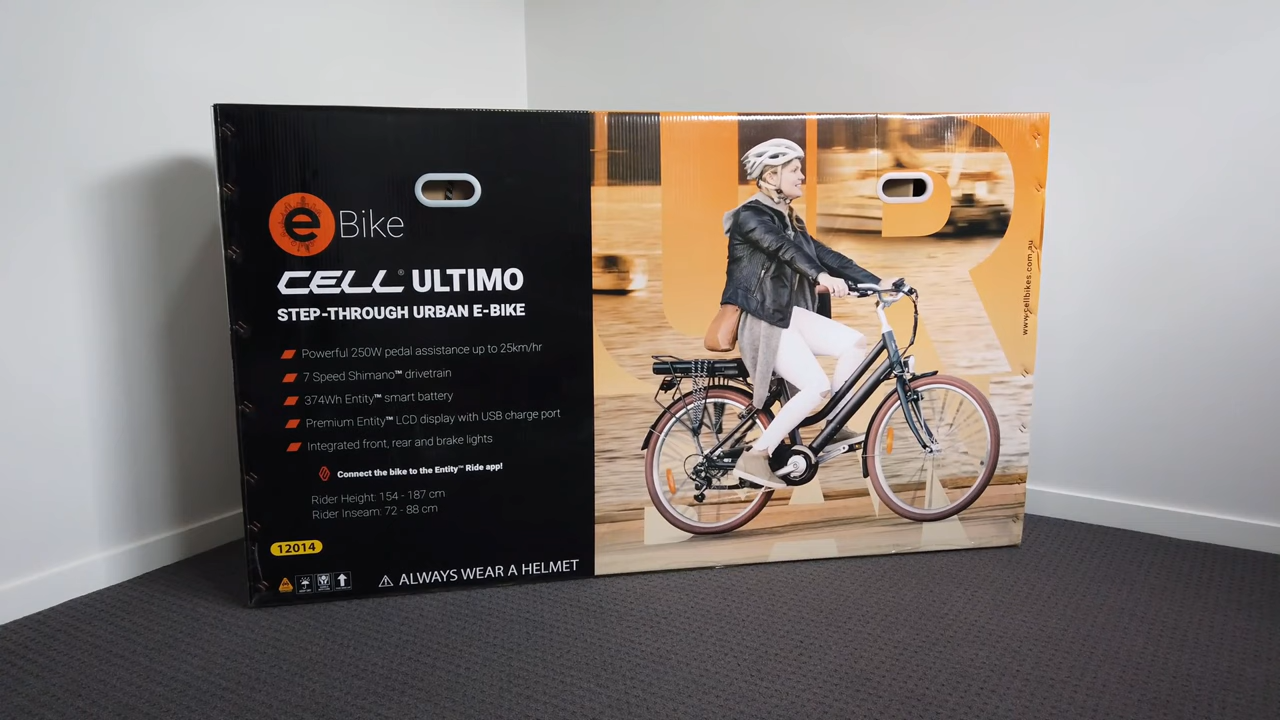 e Bike
CELL® ULTIMO
STEP-THROUGH URBAN E-BIKE
Powerful 250W pedal assistance up to 25km/hr
7 Speed Shimano™ drivetrain
374Wh Entity™ smart battery
Premium Entity™ LCD display with USB charge port
Integrated front, rear and brake lights
Connect the bike to the Entity™ Ride app!
Rider Height: 154 - 187 cm
Rider Inseam: 72 - 88 cm
12014
ALWAYS WEAR A HELMET
UR
www.cellbikes.com.au